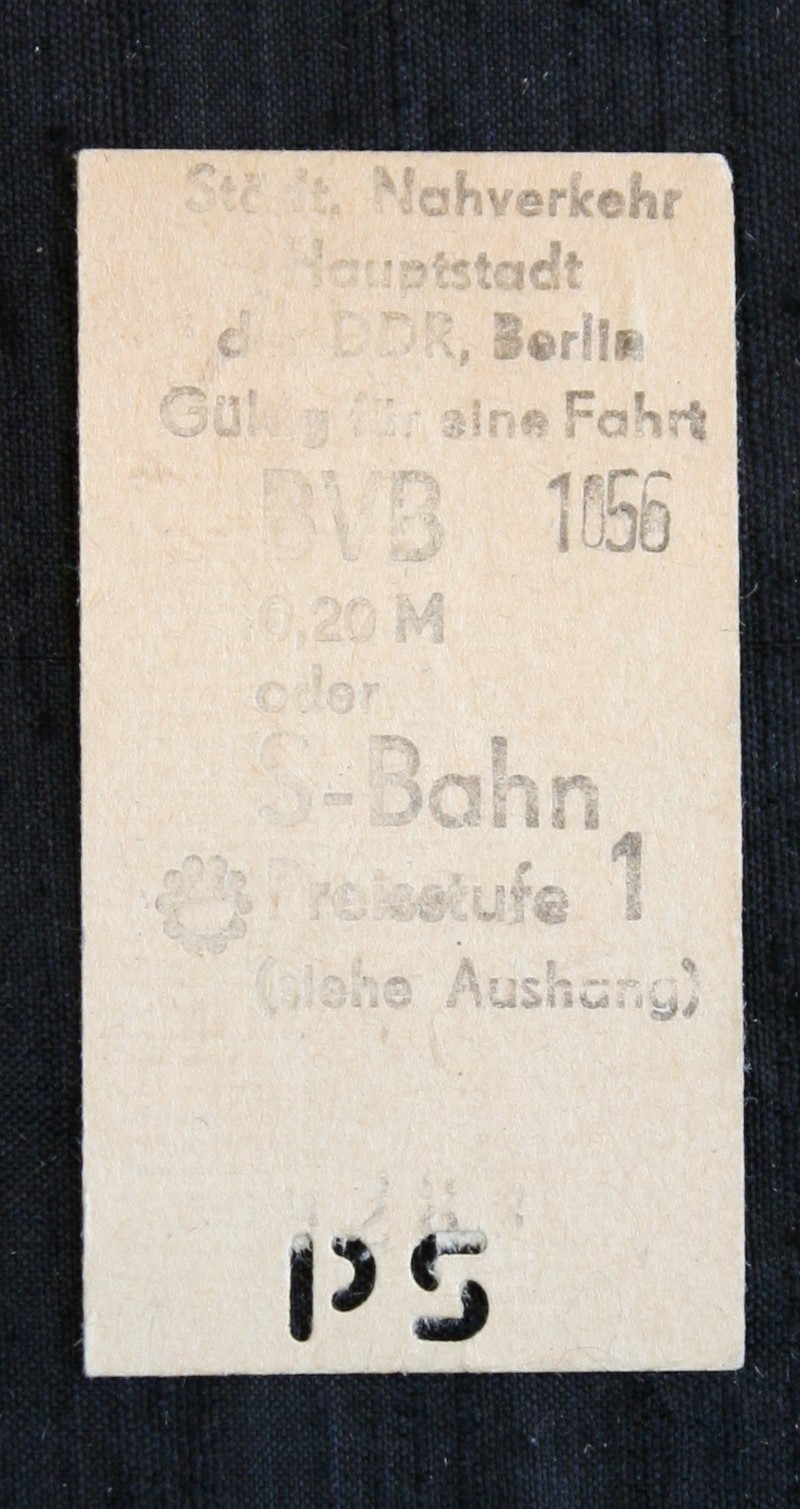 Städt. Nahverkehr
Hauptstadt
der DDR, Berlin
Gültig für eine Fahrt
BVB 1056
0,20 M
oder
S-Bahn
Preisstufe 1
(siehe Aushang)
PS